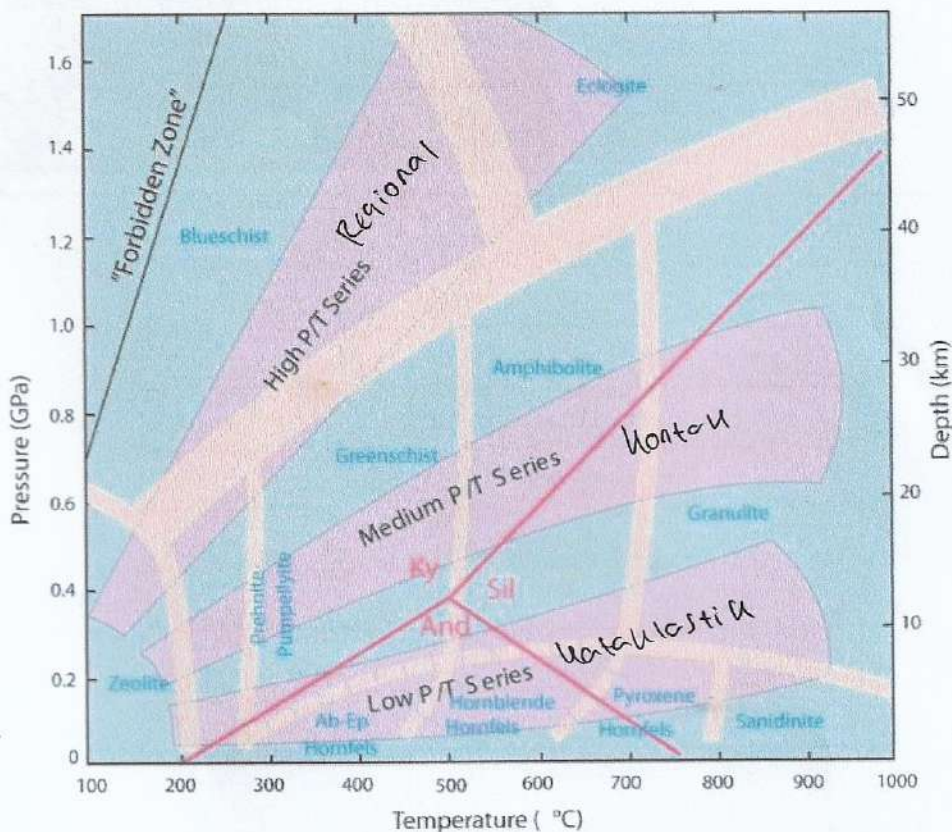 1.6
1.4
1.2
1.0
0.8
0.6
0.4
0.2
0
Pressure (GPa)
"Forbidden Zone"
Eclogite
Regional
Blueschist
High P/T Series
Amphibolite
Kontak
Greenschist
Medium P/T Series
Granulite
Ky
Sil
And
Prehnite
Pumpellyite
Kataklastik
Zeolite
Low P/T Series
Ab-Ep
Hornfels
Hornblende
Hornfels
Pyroxene
Hornfels
Sanidinite
50
40
30
20
10
Depth (km)
100 200 300 400 500 600 700 800 900 1000
Temperature ( °C)